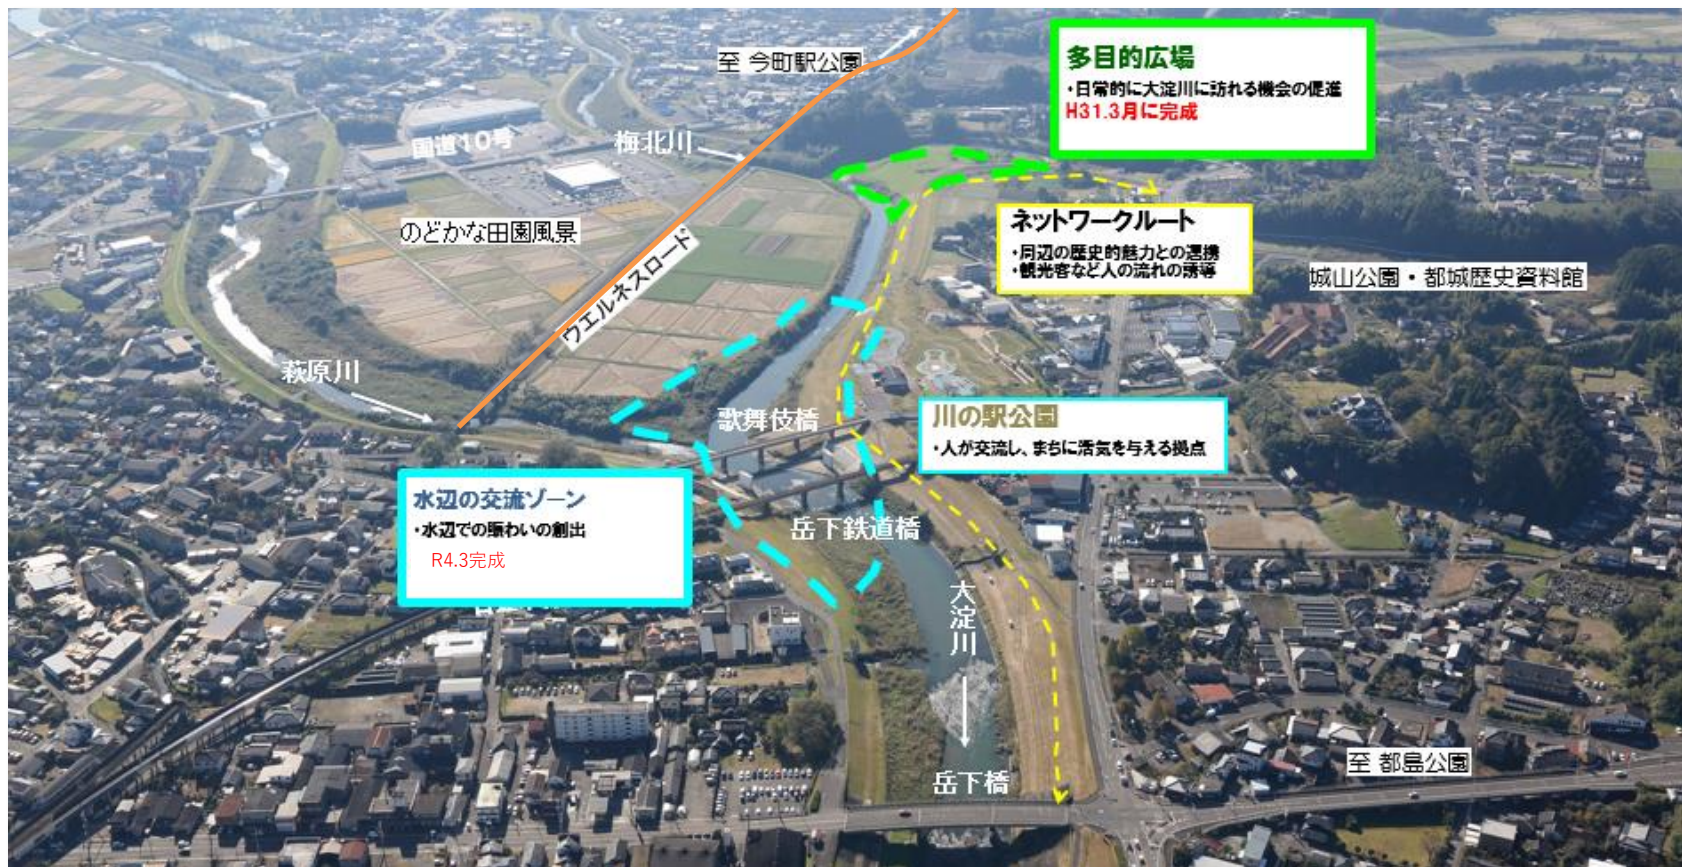 至 今町駅公園
多目的広場
・日常的に大淀川に訪れる機会の促進
H31.3月に完成
国道10号
梅北川
のどかな田園風景
ウエルネスロード
ネットワークルート
・周辺の歴史的魅力との連携
・観光客など人の流れの誘導
城山公園・都城歴史資料館
萩原川
歌舞伎橋
川の駅公園
・人が交流し、まちに活気を与える拠点
水辺の交流ゾーン
・水辺での賑わいの創出
R4.3完成
岳下鉄道橋
大淀川
岳下橋
至 都島公園